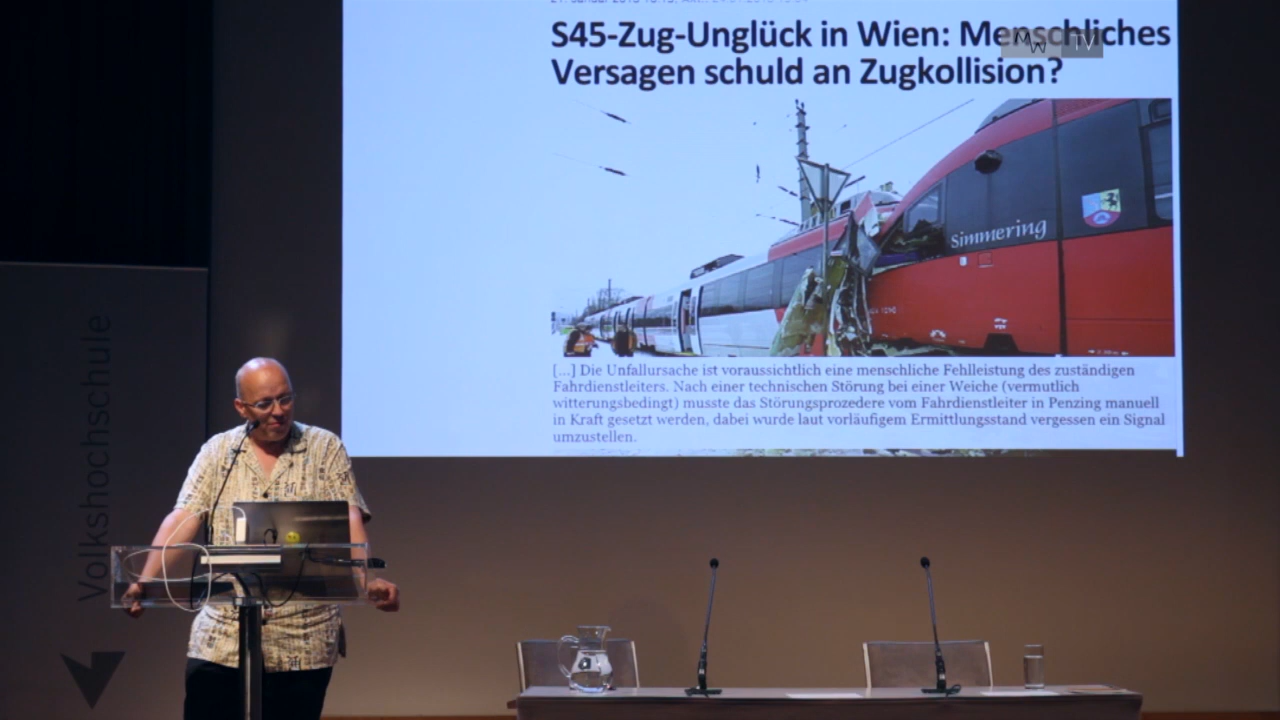 S45-Zug-Unglück in Wien: Menschliches
Versagen schuld an Zugkollision?
MW TV
Simmering
[...] Die Unfallursache ist voraussichtlich eine menschliche Fehlleistung des zuständigen
Fahrdienstleiters. Nach einer technischen Störung bei einer Weiche (vermutlich
witterungsbedingt) musste das Störungsprozedere vom Fahrdienstleiter in Penzing manuell
in Kraft gesetzt werden, dabei wurde laut vorläufigem Ermittlungsstand vergessen ein Signal
umzustellen.
Volkshochschule